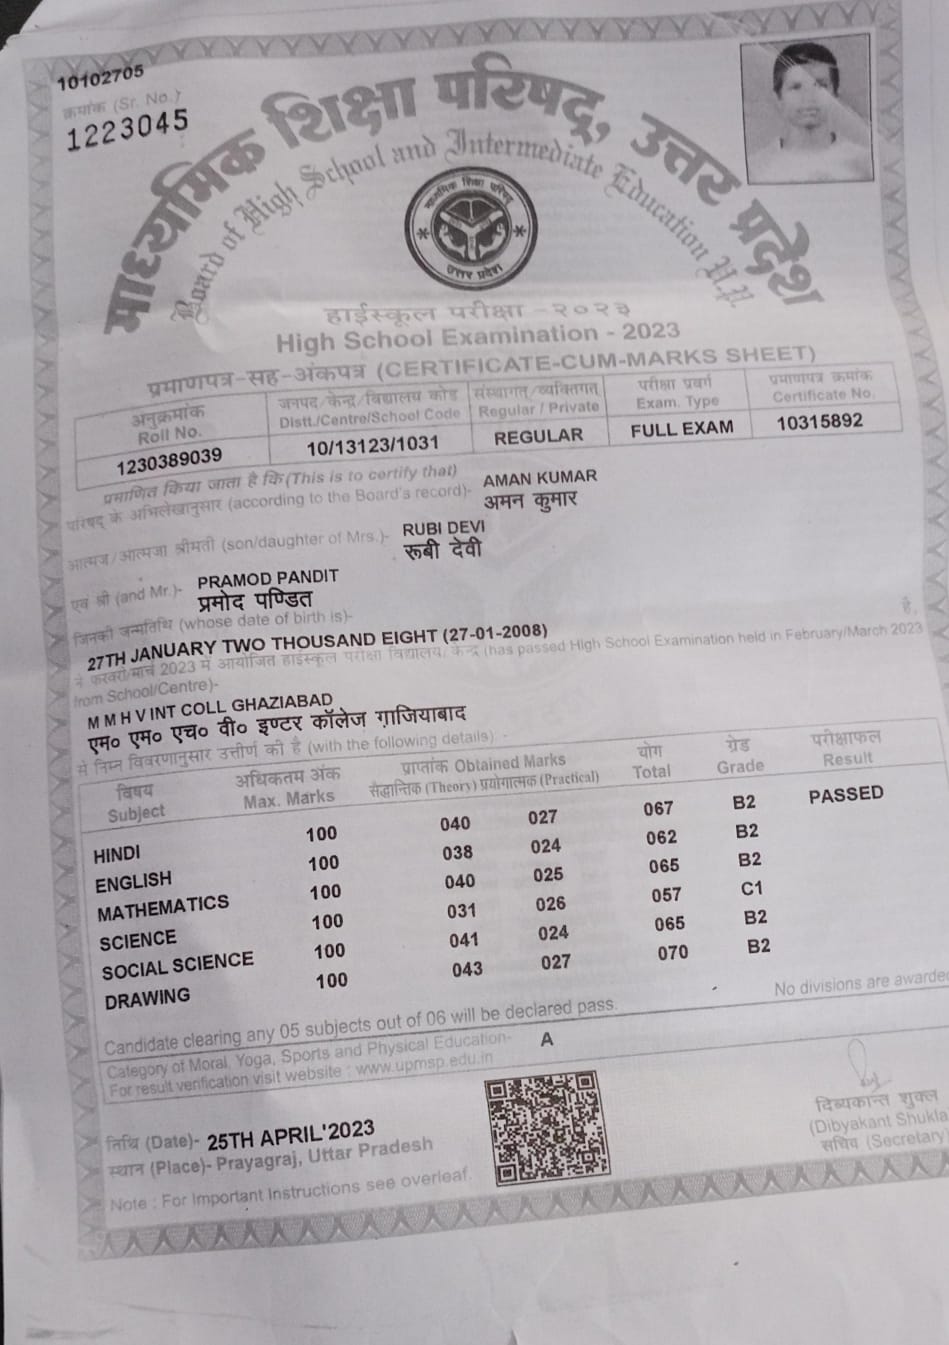 10102705
क्रमांक (Sr. No.)
1223045
माध्यमिक शिक्षा परिषद्, उत्तर प्रदेश
Board of High School and Intermediate Education U.P.
माध्यमिक शिक्षा परिषद्
उत्तर प्रदेश
हाईस्कूल परीक्षा -२०२३
High School Examination - 2023
प्रमाणपत्र-सह-अंकपत्र (CERTIFICATE-CUM-MARKS SHEET)
अनुक्रमांक जनपद/केन्द्र/विद्यालय कोड संस्थागत/व्यक्तिगत परीक्षा प्रवर्ग प्रमाणपत्र क्रमांक
Roll No. Distt./Centre/School Code Regular / Private Exam. Type Certificate No.
1230389039 10/13123/1031 REGULAR FULL EXAM 10315892
प्रमाणित किया जाता है कि (This is to certify that)
परिषद के अभिलेखानुसार (according to the Board's record)- AMAN KUMAR
अमन कुमार
आत्मज/आत्मजा श्रीमती (son/daughter of Mrs.)- RUBI DEVI
रूबी देवी
एवं श्री (and Mr.)- PRAMOD PANDIT
प्रमोद पण्डित
जिनकी जन्मतिथि (whose date of birth is)- है,
27TH JANUARY TWO THOUSAND EIGHT (27-01-2008)
ने फरवरी/मार्च 2023 में आयोजित हाईस्कूल परीक्षा विद्यालय/केन्द्र (has passed High School Examination held in February/March 2023
from School/Centre)-
M M H V INT COLL GHAZIABAD
एम० एम० एच० वी० इण्टर कॉलेज ग़ाजियाबाद
से निम्न विवरणानुसार उत्तीर्ण की है (with the following details) -
विषय अधिकतम अंक प्राप्तांक Obtained Marks योग ग्रेड परीक्षाफल
Subject Max. Marks सैद्धान्तिक (Theory) प्रयोगात्मक (Practical) Total Grade Result
HINDI 100 040 027 067 B2 PASSED
ENGLISH 100 038 024 062 B2
MATHEMATICS 100 040 025 065 B2
SCIENCE 100 031 026 057 C1
SOCIAL SCIENCE 100 041 024 065 B2
DRAWING 100 043 027 070 B2
Candidate clearing any 05 subjects out of 06 will be declared pass. No divisions are awarde
Category of Moral, Yoga, Sports and Physical Education- A
For result verification visit website : www.upmsp.edu.in
तिथि (Date)- 25TH APRIL'2023
स्थान (Place)- Prayagraj, Uttar Pradesh
Note : For Important Instructions see overleaf.
दिब्यकान्त शुक्ल
(Dibyakant Shukla
सचिव (Secretary)